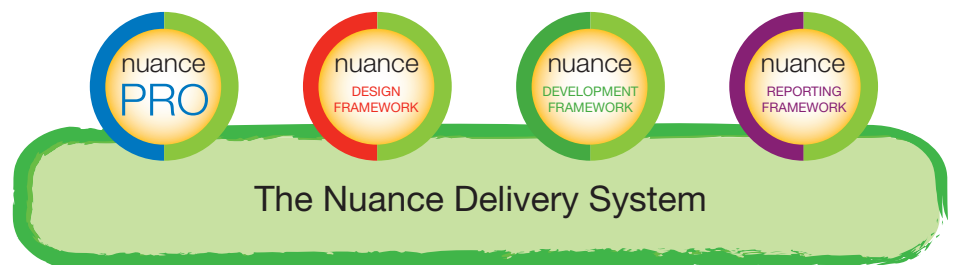 nuance
PRO
nuance
DESIGN
FRAMEWORK
nuance
DEVELOPMENT
FRAMEWORK
nuance
REPORTING
FRAMEWORK
The Nuance Delivery System